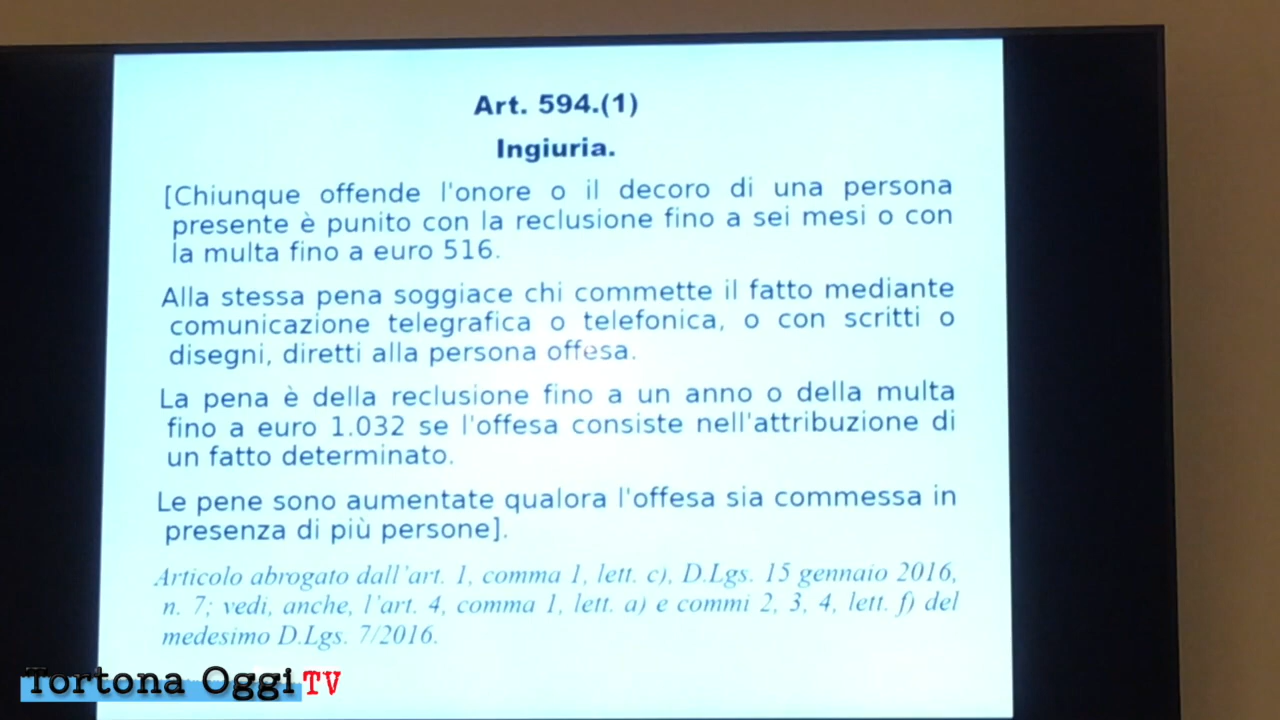 Art. 594.(1)
Ingiuria.
[Chiunque offende l'onore o il decoro di una persona
presente è punito con la reclusione fino a sei mesi o con
la multa fino a euro 516.
Alla stessa pena soggiace chi commette il fatto mediante
comunicazione telegrafica o telefonica, o con scritti o
disegni, diretti alla persona offesa.
La pena è della reclusione fino a un anno o della multa
fino a euro 1.032 se l'offesa consiste nell'attribuzione di
un fatto determinato.
Le pene sono aumentate qualora l'offesa sia commessa in
presenza di più persone].
Articolo abrogato dall'art. 1, comma 1, lett. c), D.Lgs. 15 gennaio 2016,
n. 7; vedi, anche, l'art. 4, comma 1, lett. a) e commi 2, 3, 4, lett. f) del
medesimo D.Lgs. 7/2016.
Tortona Oggi TV